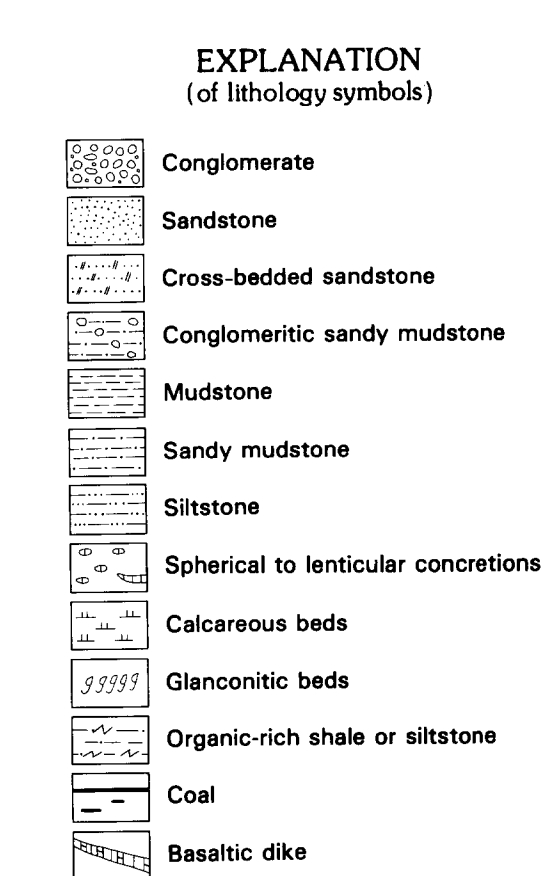 EXPLANATION
(of lithology symbols)
Conglomerate
Sandstone
Cross-bedded sandstone
Conglomeritic sandy mudstone
Mudstone
Sandy mudstone
Siltstone
Spherical to lenticular concretions
Calcareous beds
ggggg Glanconitic beds
Organic-rich shale or siltstone
Coal
Basaltic dike